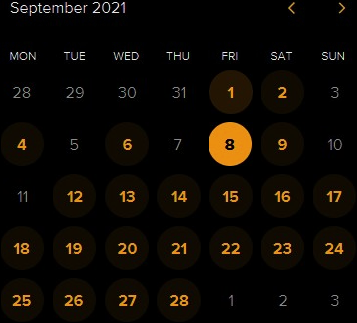 September 2021
MON TUE WED THU FRI SAT SUN
28 29 30 31 1 2 3
4 5 6 7 8 9 10
11 12 13 14 15 16 17
18 19 20 21 22 23 24
25 26 27 28 1 2 3